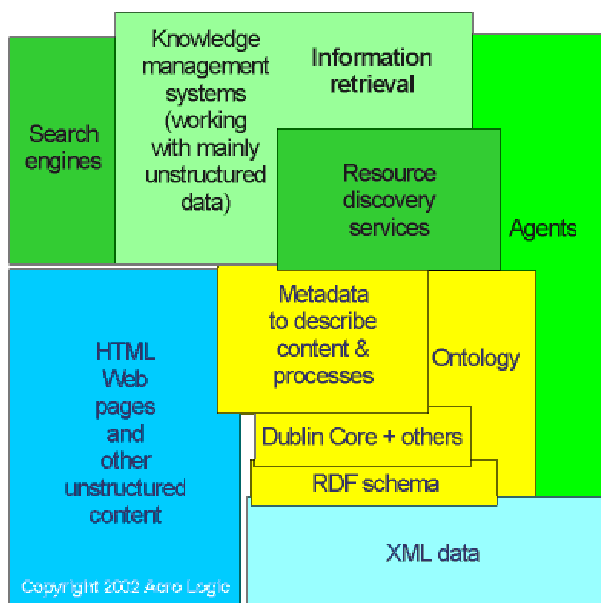 Knowledge
management
systems
(working
with mainly
unstructured
data)
Information
retrieval
Search
engines
Resource
discovery
services
Agents
Metadata
to describe
content &
processes
Ontology
HTML
Web
pages
and
other
unstructured
content
Dublin Core + others
RDF schema
XML data
Copyright 2002 Acro Logic